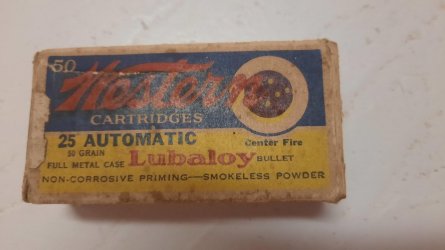 50
Western
CARTRIDGES
25 AUTOMATIC Center Fire
50 GRAIN
FULL METAL CASE Lubaloy BULLET
NON-CORROSIVE PRIMING—SMOKELESS POWDER